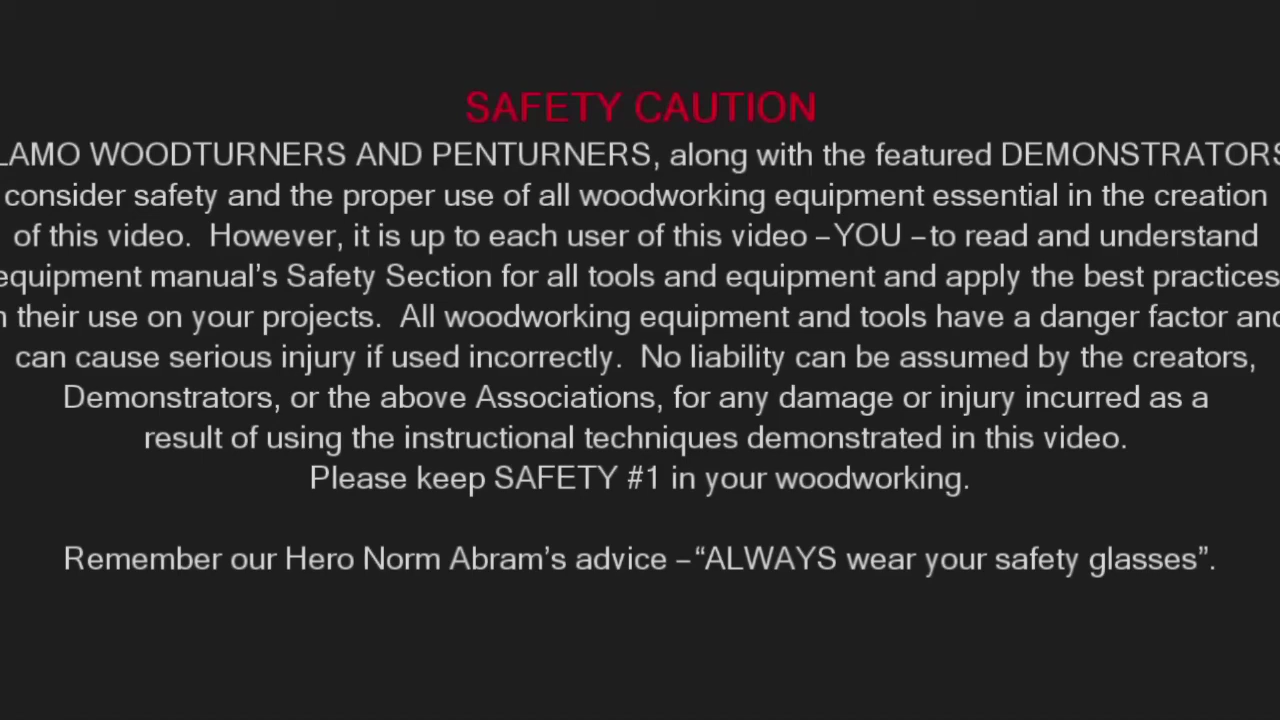 SAFETY CAUTION
LAMO WOODTURNERS AND PENTURNERS, along with the featured DEMONSTRATORS
consider safety and the proper use of all woodworking equipment essential in the creation
of this video.  However, it is up to each user of this video –YOU –to read and understand
equipment manual’s Safety Section for all tools and equipment and apply the best practices
their use on your projects.  All woodworking equipment and tools have a danger factor and
can cause serious injury if used incorrectly.  No liability can be assumed by the creators,
Demonstrators, or the above Associations, for any damage or injury incurred as a
result of using the instructional techniques demonstrated in this video.
Please keep SAFETY #1 in your woodworking.
Remember our Hero Norm Abram’s advice –“ALWAYS wear your safety glasses”.